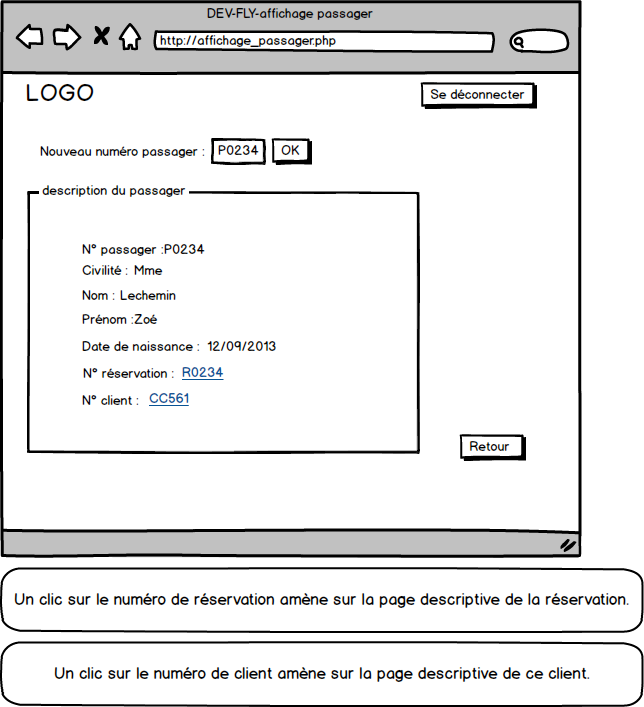 DEV-FLY-affichage passager
http://affichage_passager.php
LOGO
Se déconnecter
Nouveau numéro passager : P0234 OK
description du passager
N° passager :P0234
Civilité : Mme
Nom : Lechemin
Prénom :Zoé
Date de naissance : 12/09/2013
N° réservation : R0234
N° client : CC561
Retour
Un clic sur le numéro de réservation amène sur la page descriptive de la réservation.
Un clic sur le numéro de client amène sur la page descriptive de ce client.